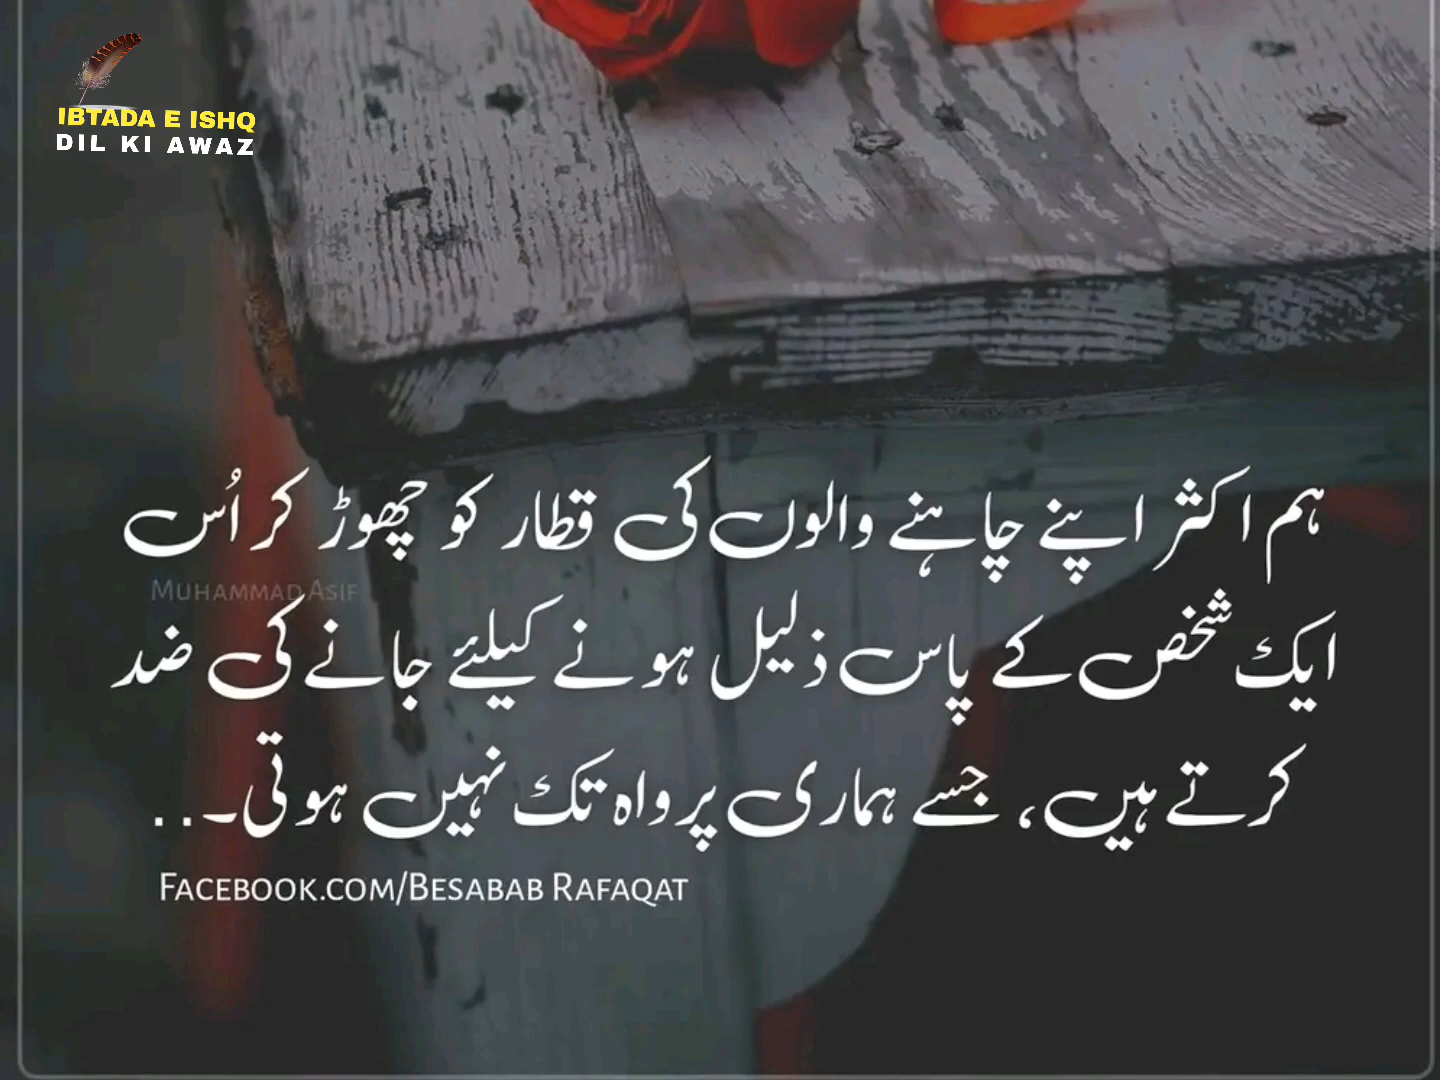 IBTADA E ISHQ
DIL KI AWAZ
ہم اکثر اپنے چاہنے والوں کی قطار کو چھوڑ کر اُس
MUHAMMAD ASIF
ایک شخص کے پاس ذلیل ہونے کیلئے جانے کی ضد
کرتے ہیں، جسے ہماری پرواہ تک نہیں ہوتی۔..
FACEBOOK.COM/BESABAB RAFAQAT